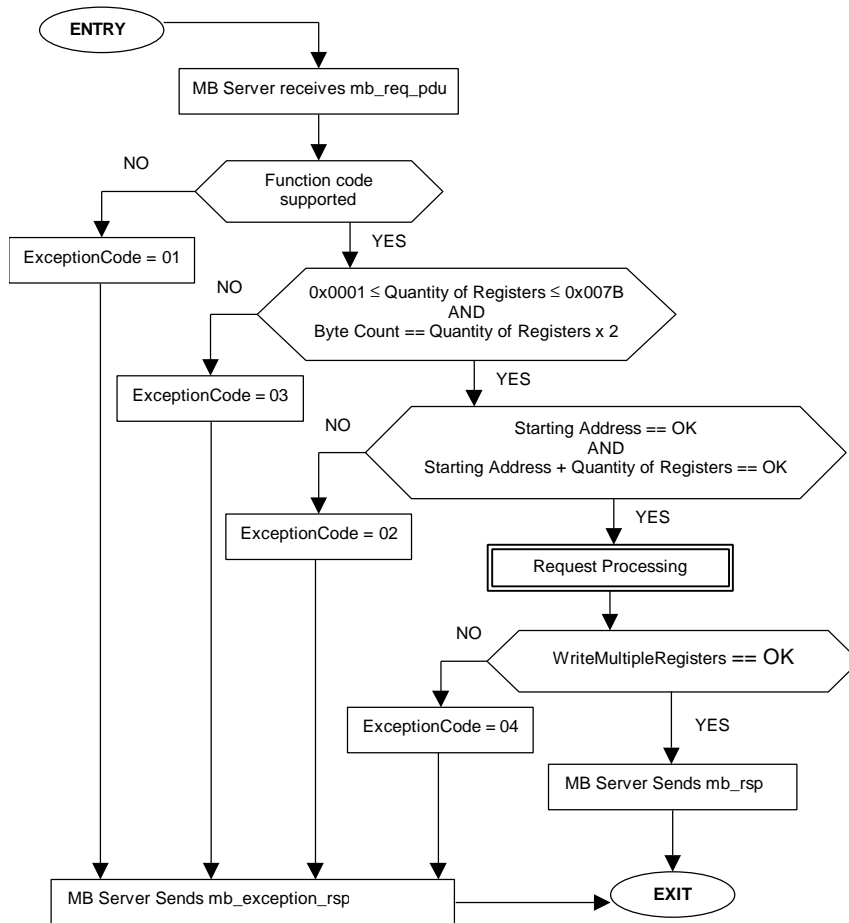 ENTRY
MB Server receives mb_req_pdu
NO
Function code
supported
YES
ExceptionCode = 01
NO
0x0001 ≤ Quantity of Registers ≤ 0x007B
AND
Byte Count == Quantity of Registers x 2
YES
ExceptionCode = 03
NO
Starting Address == OK
AND
Starting Address + Quantity of Registers == OK
YES
ExceptionCode = 02
Request Processing
NO
WriteMultipleRegisters == OK
YES
ExceptionCode = 04
MB Server Sends mb_rsp
MB Server Sends mb_exception_rsp
EXIT